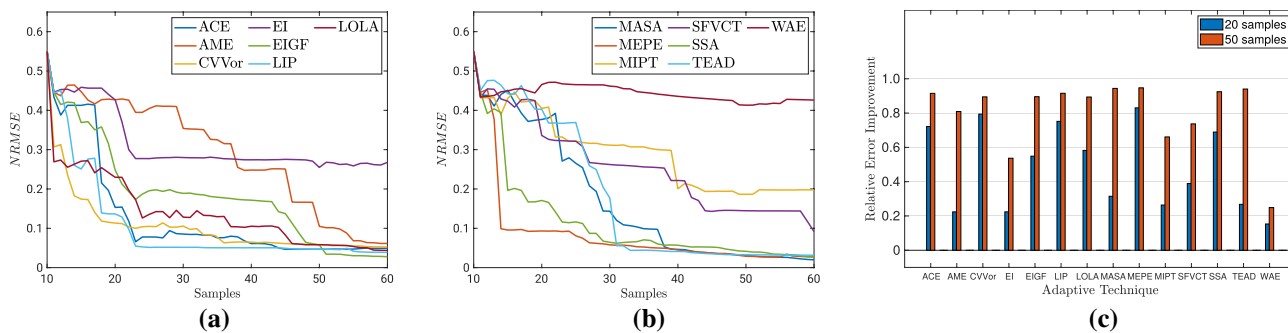 ACE EI LOLA
AME EIGF
CVVor LIP
NRMSE
0.6
0.5
0.4
0.3
0.2
0.1
0
10 20 30 40 50 60
Samples
(a)
MASA SFVCT WAE
MEPE SSA
MIPT TEAD
NRMSE
0.6
0.5
0.4
0.3
0.2
0.1
0
10 20 30 40 50 60
Samples
(b)
20 samples
50 samples
Relative Error Improvement
1.0
0.8
0.6
0.4
0.2
0
ACE AME CVVor EI EIGF LIP LOLA MASA MEPE MIPT SFVCT SSA TEAD WAE
Adaptive Technique
(c)